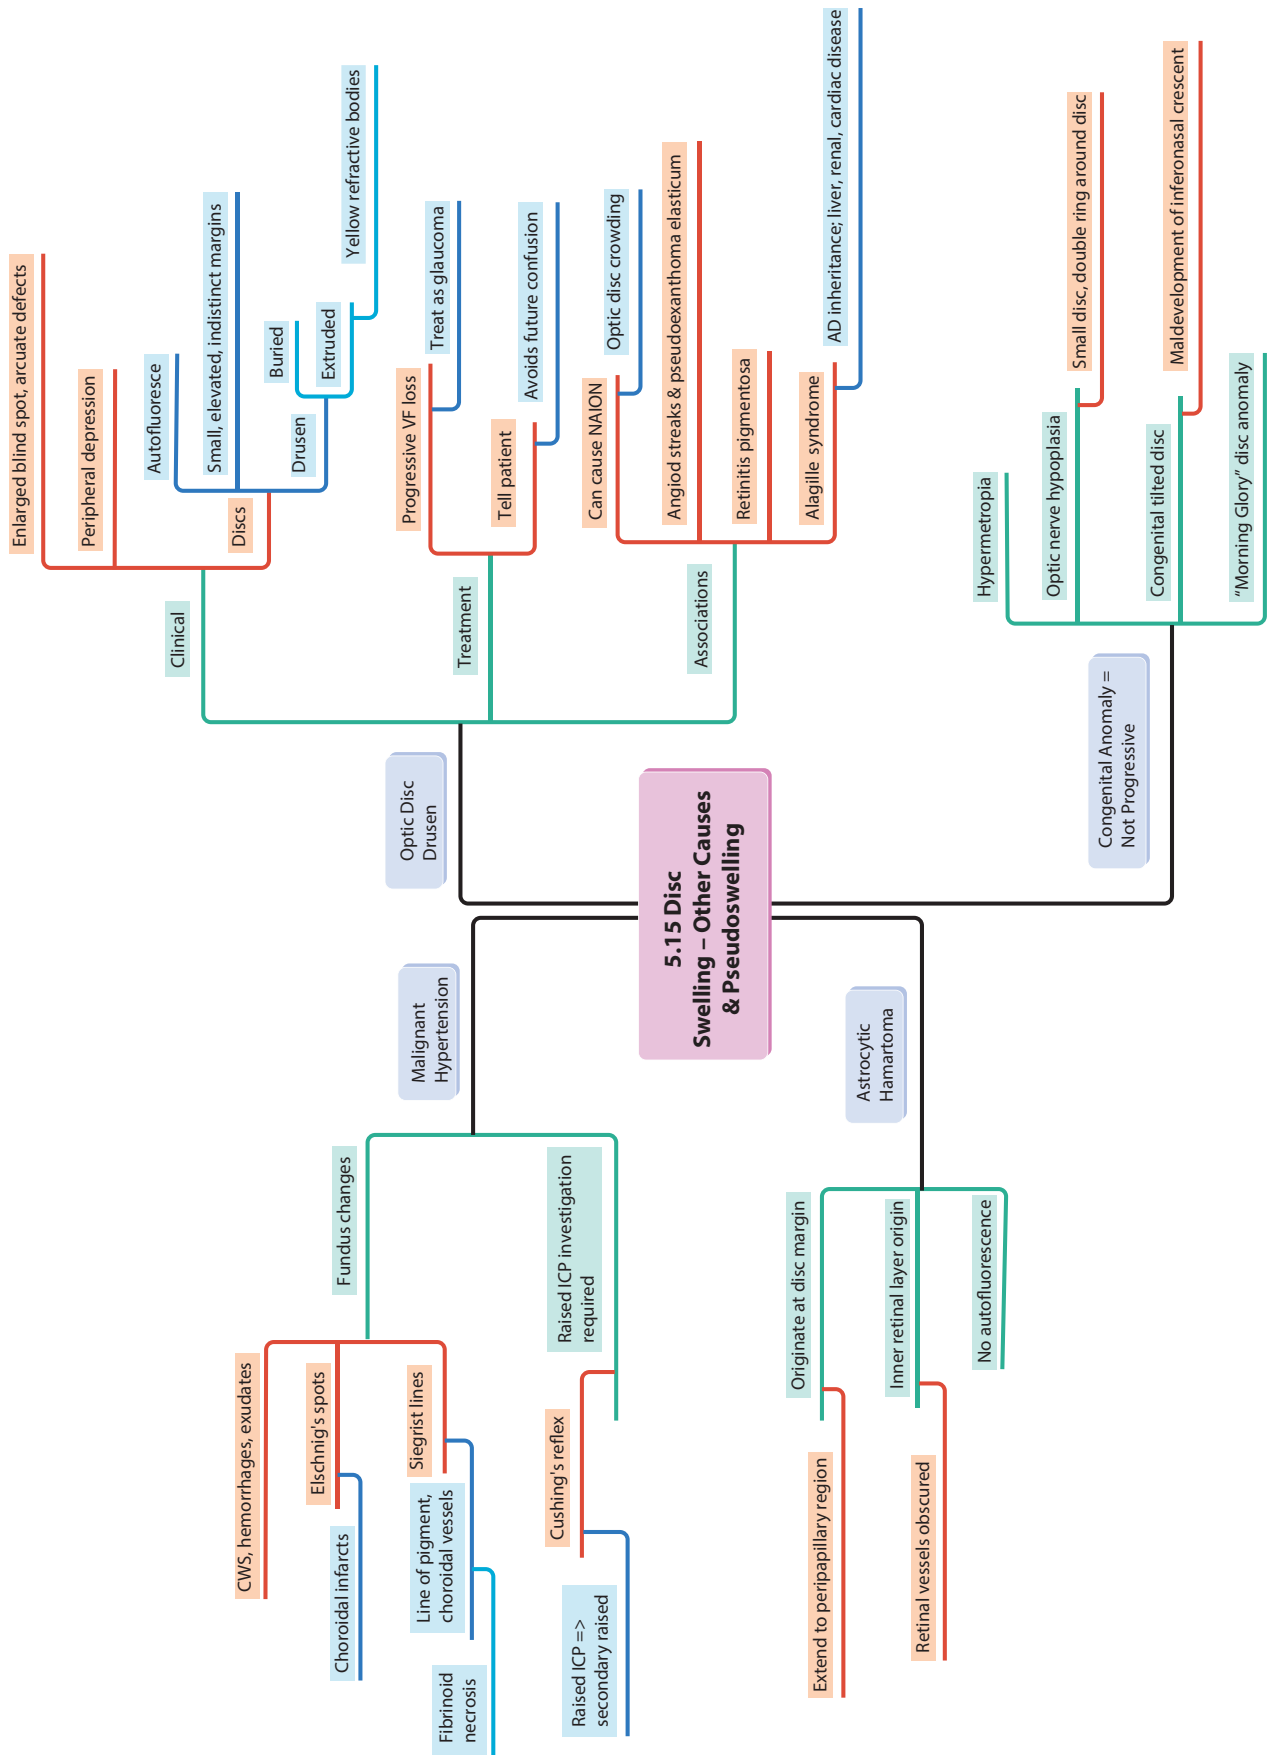 5.15 Disc
Swelling – Other Causes
& Pseudoswelling
Optic Disc
Drusen
Clinical
Enlarged blind spot, arcuate defects
Peripheral depression
Discs
Autofluoresce
Small, elevated, indistinct margins
Drusen
Buried
Extruded
Yellow refractive bodies
Treatment
Progressive VF loss
Treat as glaucoma
Tell patient
Avoids future confusion
Associations
Can cause NAION
Optic disc crowding
Angiod streaks & pseudoexanthoma elasticum
Retinitis pigmentosa
Alagille syndrome
AD inheritance; liver, renal, cardiac disease
Congenital Anomaly =
Not Progressive
Hypermetropia
Optic nerve hypoplasia
Small disc, double ring around disc
Congenital tilted disc
Maldevelopment of inferonasal crescent
“Morning Glory” disc anomaly
Malignant
Hypertension
Fundus changes
CWS, hemorrhages, exudates
Elschnig's spots
Choroidal infarcts
Siegrist lines
Line of pigment,
choroidal vessels
Fibrinoid
necrosis
Raised ICP investigation
required
Cushing's reflex
Raised ICP =>
secondary raised
Astrocytic
Hamartoma
Originate at disc margin
Extend to peripapillary region
Inner retinal layer origin
Retinal vessels obscured
No autofluorescence